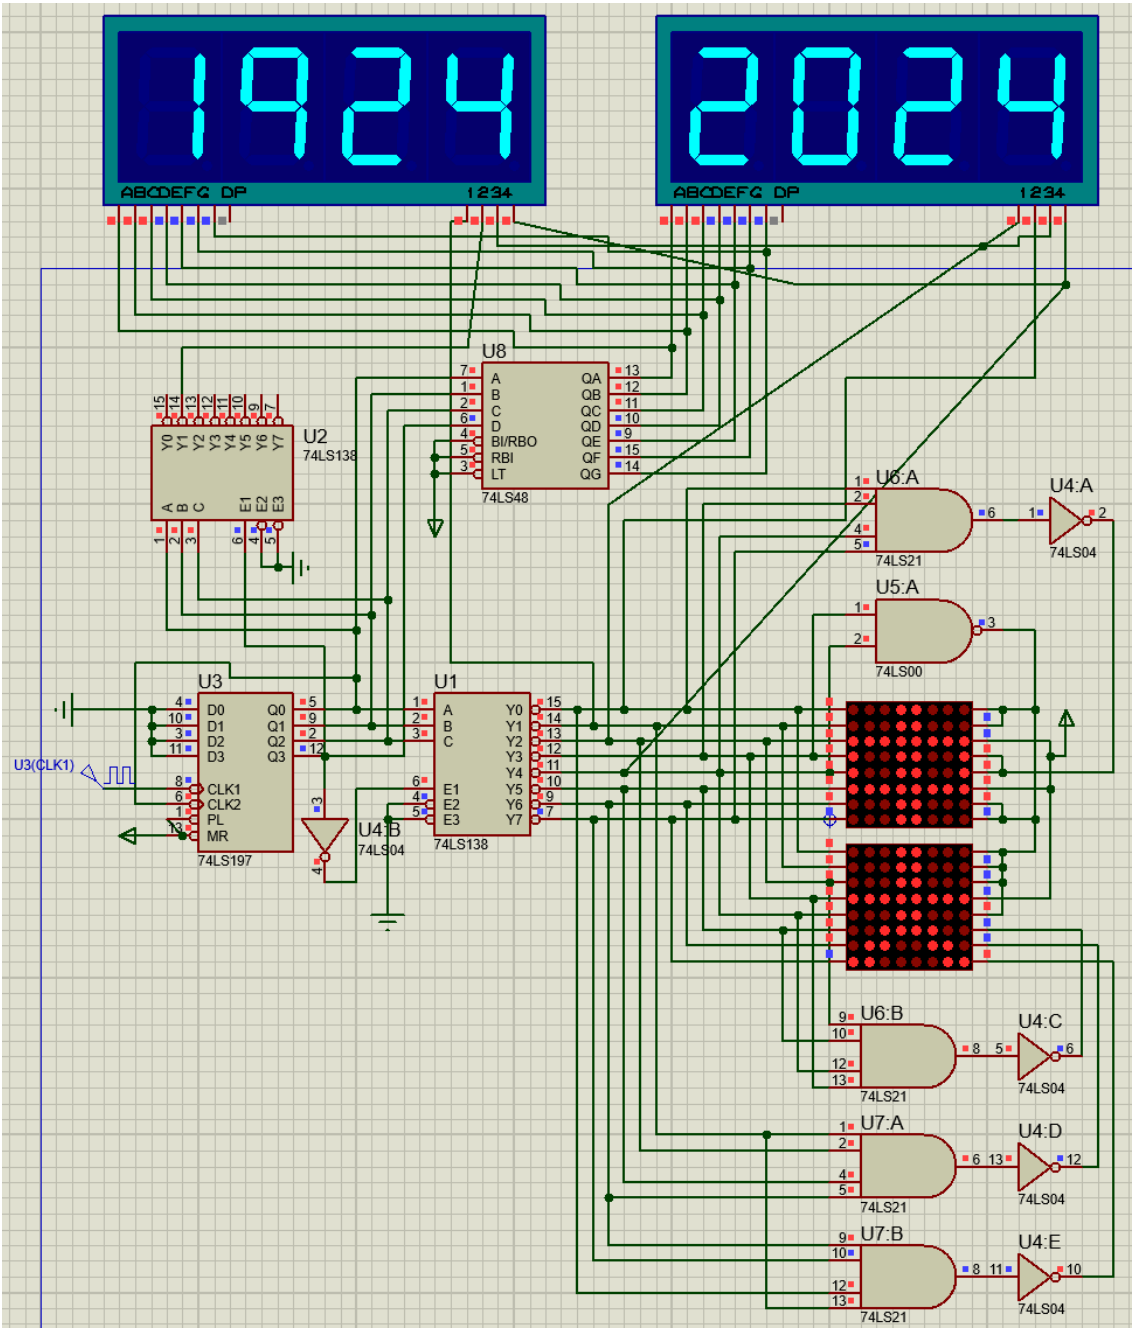 1924
2024
ABCDEFG DP
1234
ABCDEFG DP
1234
U8
7 A QA 13
1 B QB 12
2 C QC 11
6 D QD 10
4 BI/RBO QE 9
5 RBI QF 15
3 LT QG 14
74LS48
15 14 13 12 11 10 9 7
Y0 Y1 Y2 Y3 Y4 Y5 Y6 Y7
U2
74LS138
A B C E1 E2 E3
1 2 3 6 4 5
U6:A
1
2
4
5
6
74LS21
U4:A
1 2
74LS04
U5:A
1
2
3
74LS00
U3
4 D0 Q0 5
10 D1 Q1 9
3 D2 Q2 2
11 D3 Q3 12
U3(CLK1)
8 CLK1
6 CLK2
1 PL
13 MR
74LS197
3
U4:B
74LS04
4
U1
1 A Y0 15
2 B Y1 14
3 C Y2 13
Y3 12
Y4 11
6 E1 Y5 10
4 E2 Y6 9
5 E3 Y7 7
74LS138
U6:B
9
10
12
13
8
74LS21
U4:C
5 6
74LS04
U7:A
1
2
4
5
6
74LS21
U4:D
13 12
74LS04
U7:B
9
10
12
13
8
74LS21
U4:E
11 10
74LS04